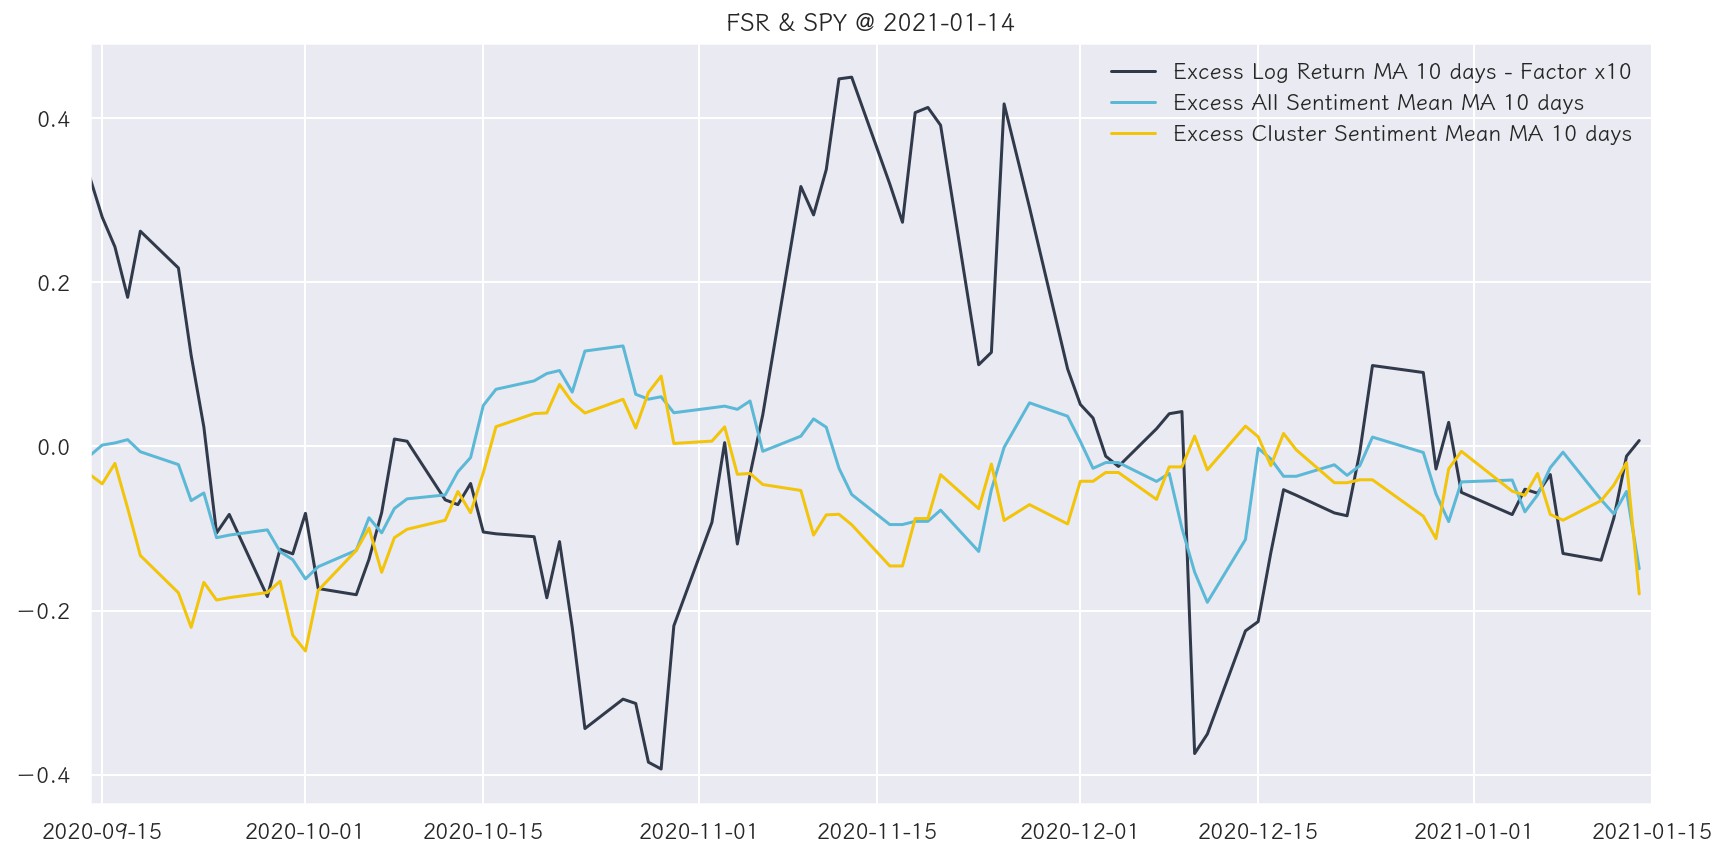 FSR & SPY @ 2021-01-14
Excess Log Return MA 10 days - Factor x10
Excess All Sentiment Mean MA 10 days
Excess Cluster Sentiment Mean MA 10 days
0.4
0.2
0.0
−0.2
−0.4
2020-09-15 2020-10-01 2020-10-15 2020-11-01 2020-11-15 2020-12-01 2020-12-15 2021-01-01 2021-01-15